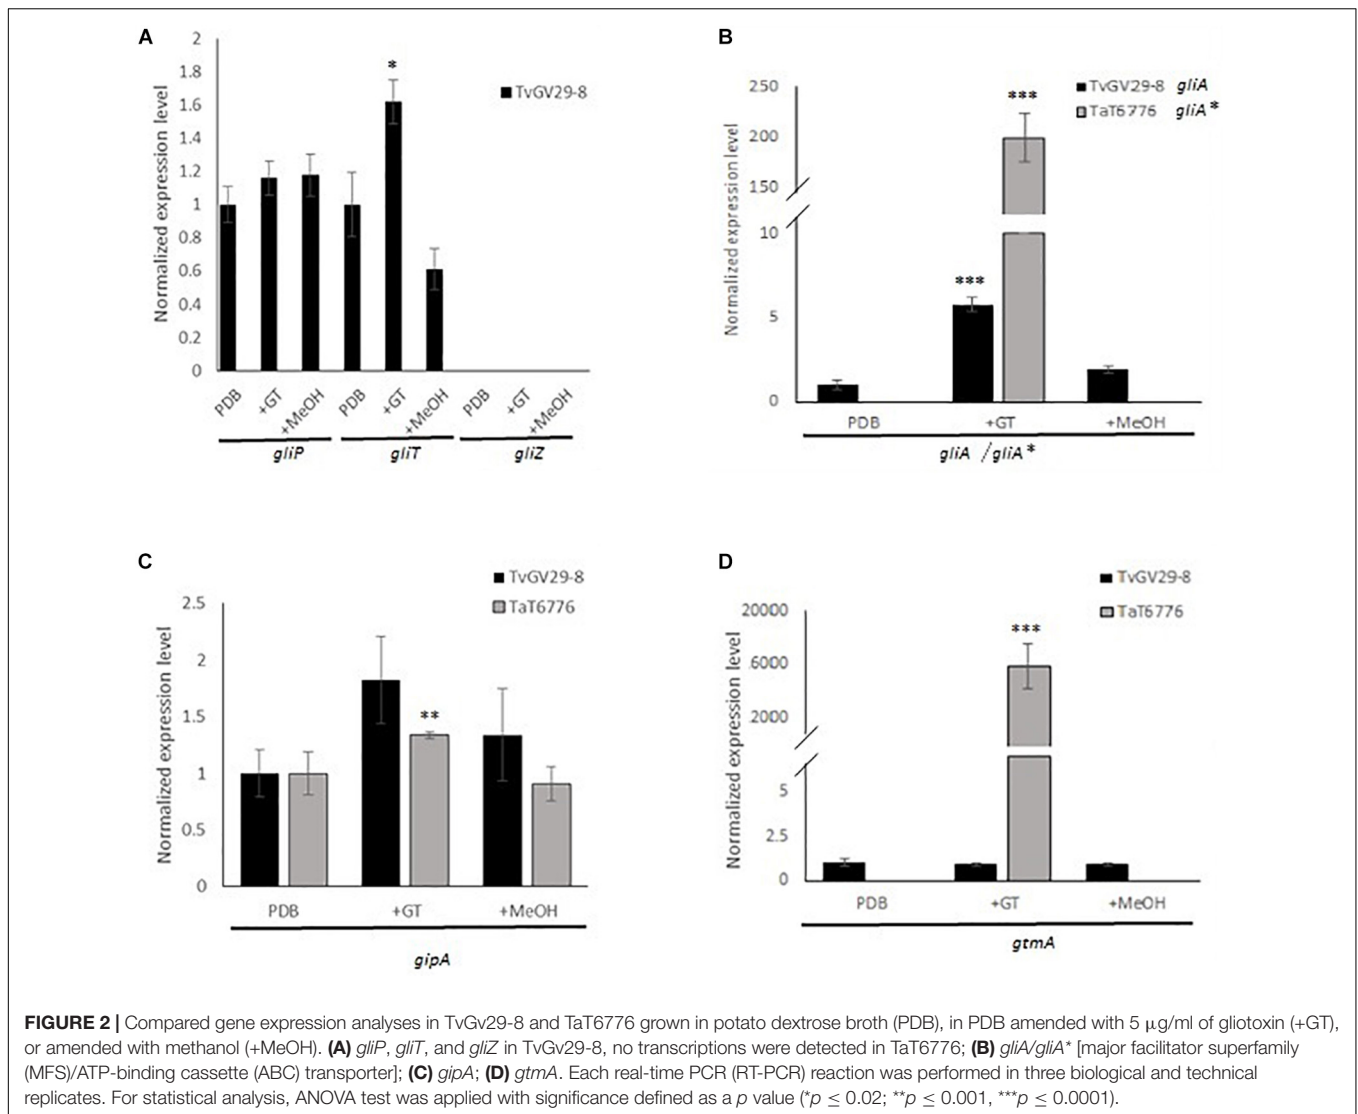 A
Normalized expression level
2
1.8
1.6
1.4
1.2
1
0.8
0.6
0.4
0.2
0
*
TvGV29-8
PDB
+GT
+MeOH
PDB
+GT
+MeOH
PDB
+GT
+MeOH
gliP
gliT
gliZ
B
Normalized expression level
250
200
150
10
5
0
***
***
TvGV29-8 gliA
TaT6776 gliA*
PDB
+GT
+MeOH
gliA /gliA*
C
Normalized expression level
2.5
2
1.5
1
0.5
0
**
TvGV29-8
TaT6776
PDB
+GT
+MeOH
gipA
D
Normalized expression level
20000
6000
2000
5
2.5
0
***
TvGV29-8
TaT6776
PDB
+GT
+MeOH
gtmA
FIGURE 2 | Compared gene expression analyses in TvGv29-8 and TaT6776 grown in potato dextrose broth (PDB), in PDB amended with 5 μg/ml of gliotoxin (+GT),
or amended with methanol (+MeOH). (A) gliP, gliT, and gliZ in TvGv29-8, no transcriptions were detected in TaT6776; (B) gliA/gliA* [major facilitator superfamily
(MFS)/ATP-binding cassette (ABC) transporter]; (C) gipA; (D) gtmA. Each real-time PCR (RT-PCR) reaction was performed in three biological and technical
replicates. For statistical analysis, ANOVA test was applied with significance defined as a p value (*p ≤ 0.02; **p ≤ 0.001, ***p ≤ 0.0001).